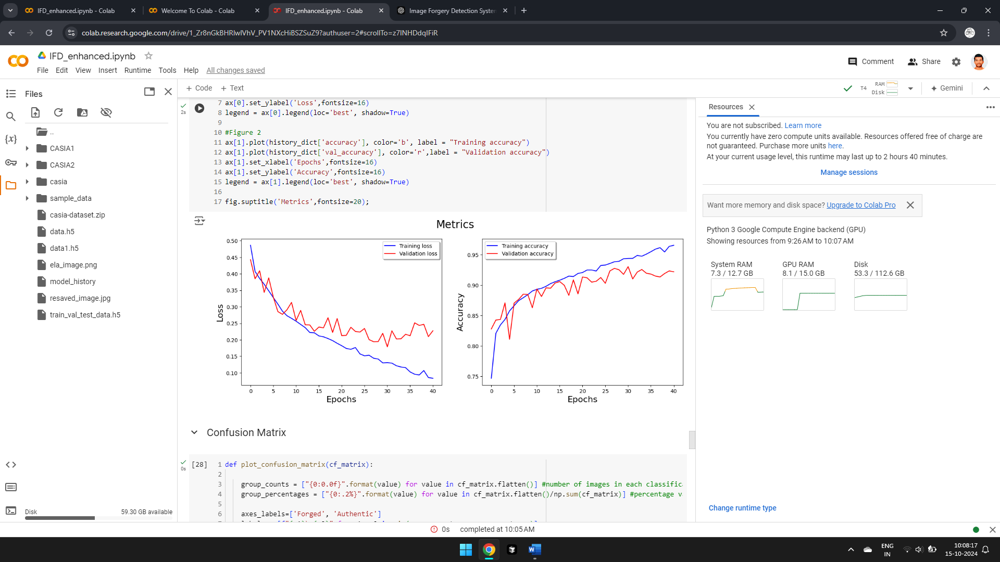 IFD_enhanced.ipynb - Colab
Welcome To Colab - Colab
IFD_enhanced.ipynb - Colab
Image Forgery Detection System
colab.research.google.com/drive/1_Zr8nGkBHRlwlVhV_PV1NXcHiBSZSuZ9?authuser=2#scrollTo=z7lNHDdqIFiR
IFD_enhanced.ipynb
File Edit View Insert Runtime Tools Help All changes saved
Comment Share
Files
+ Code + Text
T4 RAM
Disk
Gemini
..
CASIA1
CASIA2
casia
sample_data
casia-dataset.zip
data.h5
data1.h5
ela_image.png
model_history
resaved_image.jpg
train_val_test_data.h5
Disk 59.30 GB available
2s
7 ax[0].set_ylabel('Loss',fontsize=16)
8 legend = ax[0].legend(loc='best', shadow=True)
9
10 #Figure 2
11 ax[1].plot(history_dict['accuracy'], color='b', label = "Training accuracy")
12 ax[1].plot(history_dict['val_accuracy'], color='r',label = "Validation accuracy")
13 ax[1].set_xlabel('Epochs',fontsize=16)
14 ax[1].set_ylabel('Accuracy',fontsize=16)
15 legend = ax[1].legend(loc='best', shadow=True)
16
17 fig.suptitle('Metrics',fontsize=20);
Metrics
Training loss
Validation loss
0.50
0.45
0.40
0.35
0.30
0.25
0.20
0.15
0.10
Loss
0 5 10 15 20 25 30 35 40
Epochs
Training accuracy
Validation accuracy
0.95
0.90
0.85
0.80
0.75
Accuracy
0 5 10 15 20 25 30 35 40
Epochs
Confusion Matrix
0s
[28]
1 def plot_confusion_matrix(cf_matrix):
2
3 group_counts = ["{0:0.0f}".format(value) for value in cf_matrix.flatten()] #number of images in each classific
4 group_percentages = ["{0:.2%}".format(value) for value in cf_matrix.flatten()/np.sum(cf_matrix)] #percentage v
5
6 axes_labels=['Forged', 'Authentic']
Resources
You are not subscribed. Learn more
You currently have zero compute units available. Resources offered free of charge are
not guaranteed. Purchase more units here.
At your current usage level, this runtime may last up to 2 hours 40 minutes.
Manage sessions
Want more memory and disk space? Upgrade to Colab Pro
Python 3 Google Compute Engine backend (GPU)
Showing resources from 9:26 AM to 10:07 AM
System RAM
7.3 / 12.7 GB
GPU RAM
8.1 / 15.0 GB
Disk
53.3 / 112.6 GB
Change runtime type
0s completed at 10:05 AM
ENG
IN
10:08:17
15-10-2024